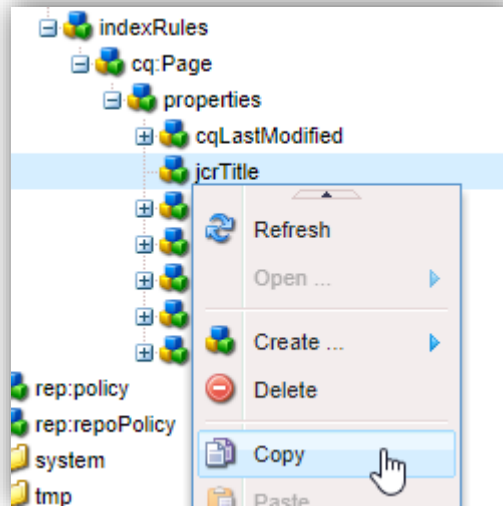 indexRules
cq:Page
properties
cqLastModified
jcrTitle
Refresh
Open ...
Create ...
Delete
rep:policy
rep:repoPolicy
system
Copy
tmp
Paste